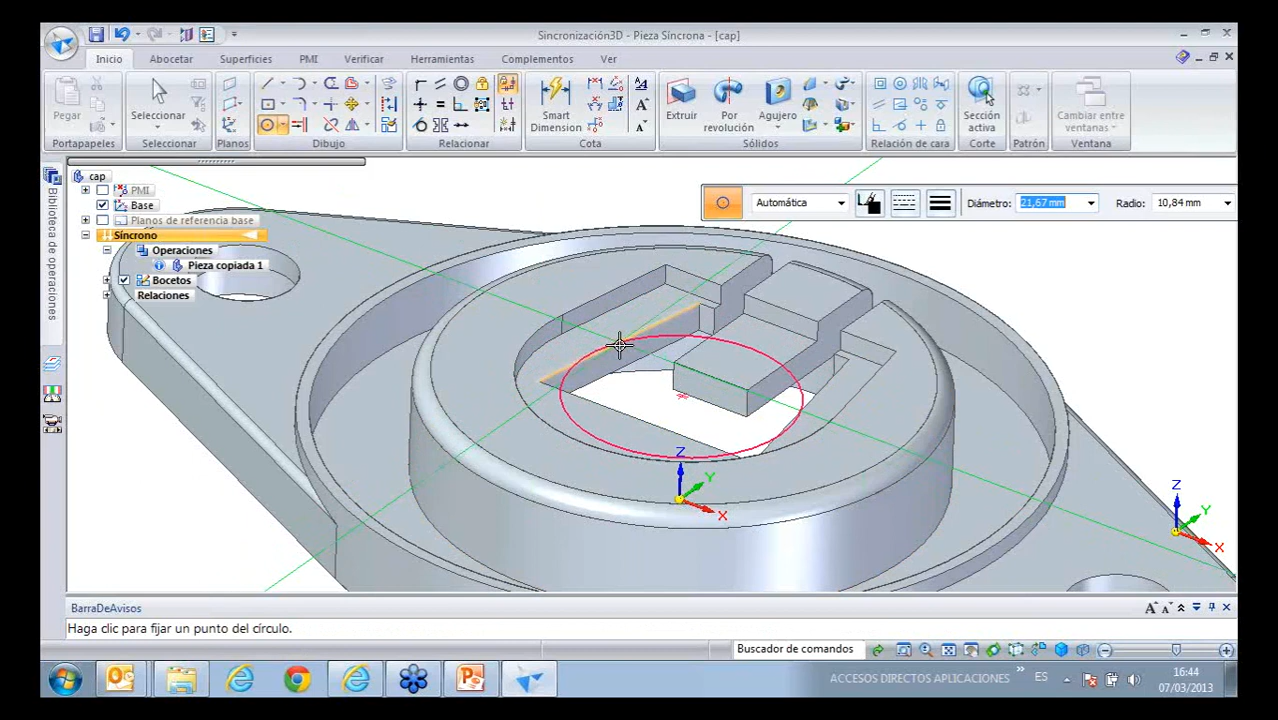 Sincronización3D - Pieza Síncrona - [cap]
Inicio Abocetar Superficies PMI Verificar Herramientas Complementos Ver
Pegar
Seleccionar
Smart
Dimension
Extruir
Por
revolución
Agujero
Sección
activa
Cambiar entre
ventanas
Portapapeles Seleccionar Planos Dibujo Relacionar Cota Sólidos Relación de cara Corte Patrón Ventana
cap
PMI
Base
Planos de referencia base
Síncrono
Operaciones
Pieza copiada 1
Bocetos
Relaciones
Biblioteca de operaciones
Automática
Diámetro: 21,67 mm
Radio: 10,84 mm
Z
Y
X
Z
Y
X
BarraDeAvisos
Haga clic para fijar un punto del círculo.
Buscador de comandos
ACCESOS DIRECTOS APLICACIONES
ES
16:44
07/03/2013